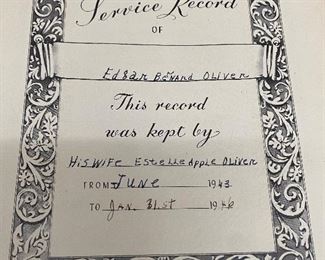 Service Record
OF
Edgar Benard Oliver
This record
was kept by
His Wife Estelle Apple Oliver
FROM June 1943
TO Jan. 31st 1946